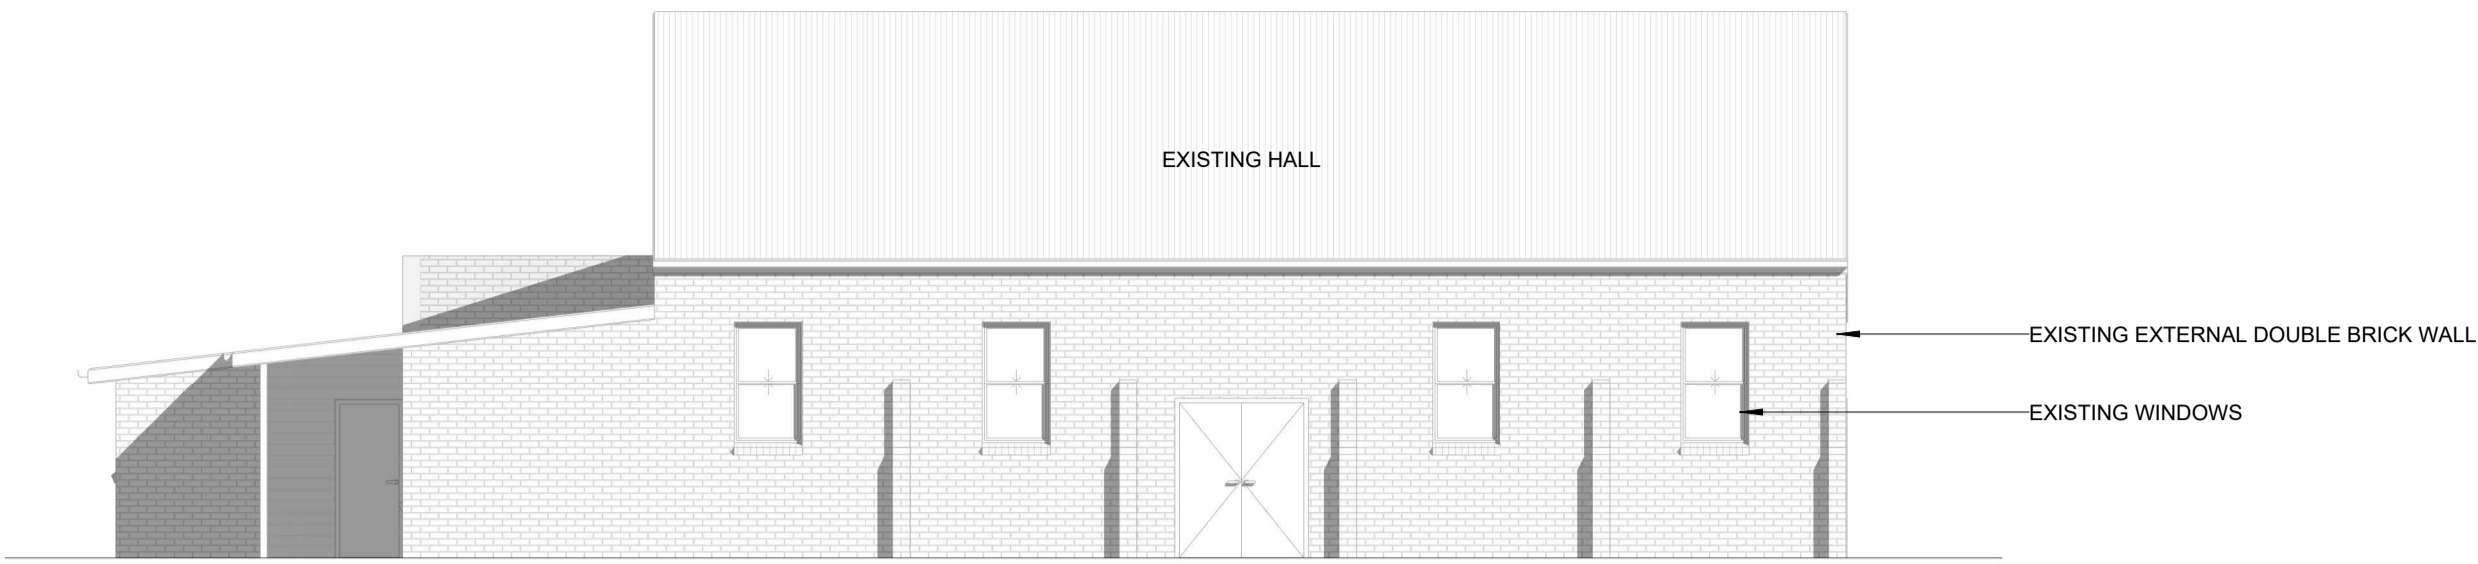 EXISTING HALL
EXISTING EXTERNAL DOUBLE BRICK WALL
EXISTING WINDOWS